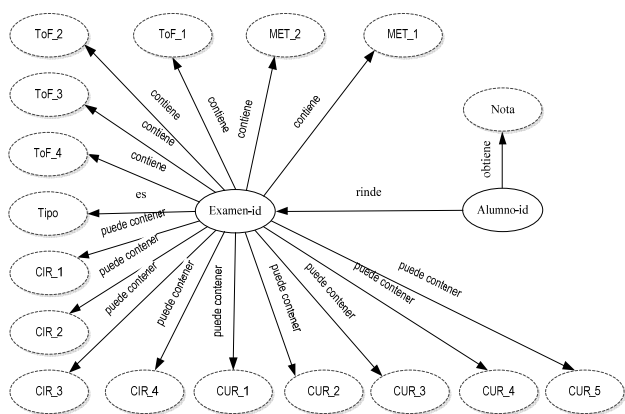 ToF_2
ToF_1
MET_2
MET_1
contiene
contiene
contiene
contiene
ToF_3
contiene
Nota
ToF_4
contiene
obtiene
es
rinde
Tipo
Examen-id
Alumno-id
puede contener
puede contener
puede contener
puede contener
puede contener
puede contener
puede contener
puede contener
puede contener
CIR_1
CIR_2
CIR_3
CIR_4
CUR_1
CUR_2
CUR_3
CUR_4
CUR_5